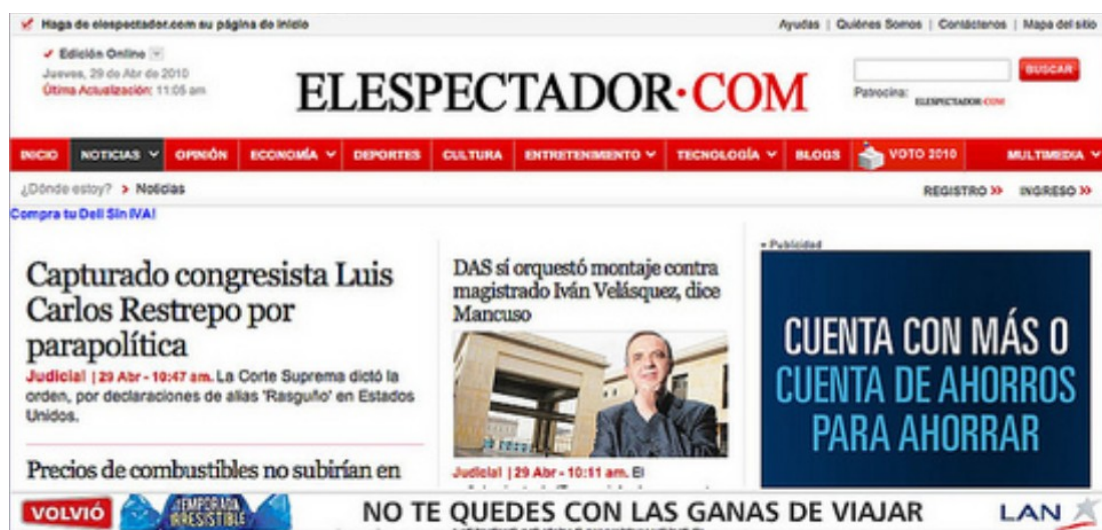 Haga de elespectador.com su página de inicio
Ayudas | Quiénes Somos | Contáctenos | Mapa del sitio
Edición Online
Jueves, 29 de Abr de 2010
Última Actualización: 11:05 am
ELESPECTADOR·COM
BUSCAR
Patrocina: ELESPECTADOR·COM
INICIO NOTICIAS OPINIÓN ECONOMÍA DEPORTES CULTURA ENTRETENIMIENTO TECNOLOGÍA BLOGS VOTO 2010 MULTIMEDIA
¿Dónde estoy? > Noticias
REGISTRO >> INGRESO >>
Compra tu Dell Sin IVA!
Capturado congresista Luis
Carlos Restrepo por
parapolítica
Judicial | 29 Abr - 10:47 am. La Corte Suprema dictó la
orden, por declaraciones de alias 'Rasguño' en Estados
Unidos.
Precios de combustibles no subirían en
DAS sí orquestó montaje contra
magistrado Iván Velásquez, dice
Mancuso
Judicial | 29 Abr - 10:11 am. El
Publicidad
CUENTA CON MÁS O
CUENTA DE AHORROS
PARA AHORRAR
VOLVIÓ
TEMPORADA
IRRESISTIBLE
NO TE QUEDES CON LAS GANAS DE VIAJAR
LAN